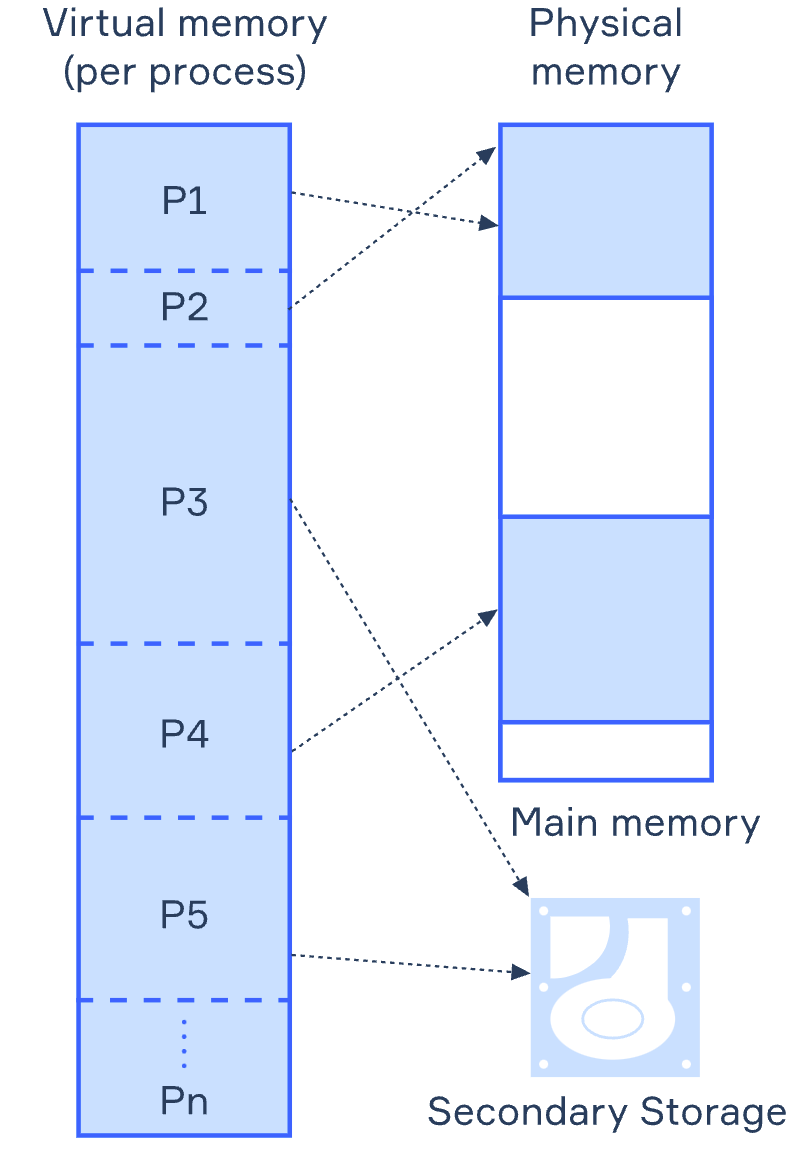 Virtual memory
(per process)
Physical
memory
P1
P2
P3
P4
P5
Pn
Main memory
Secondary Storage